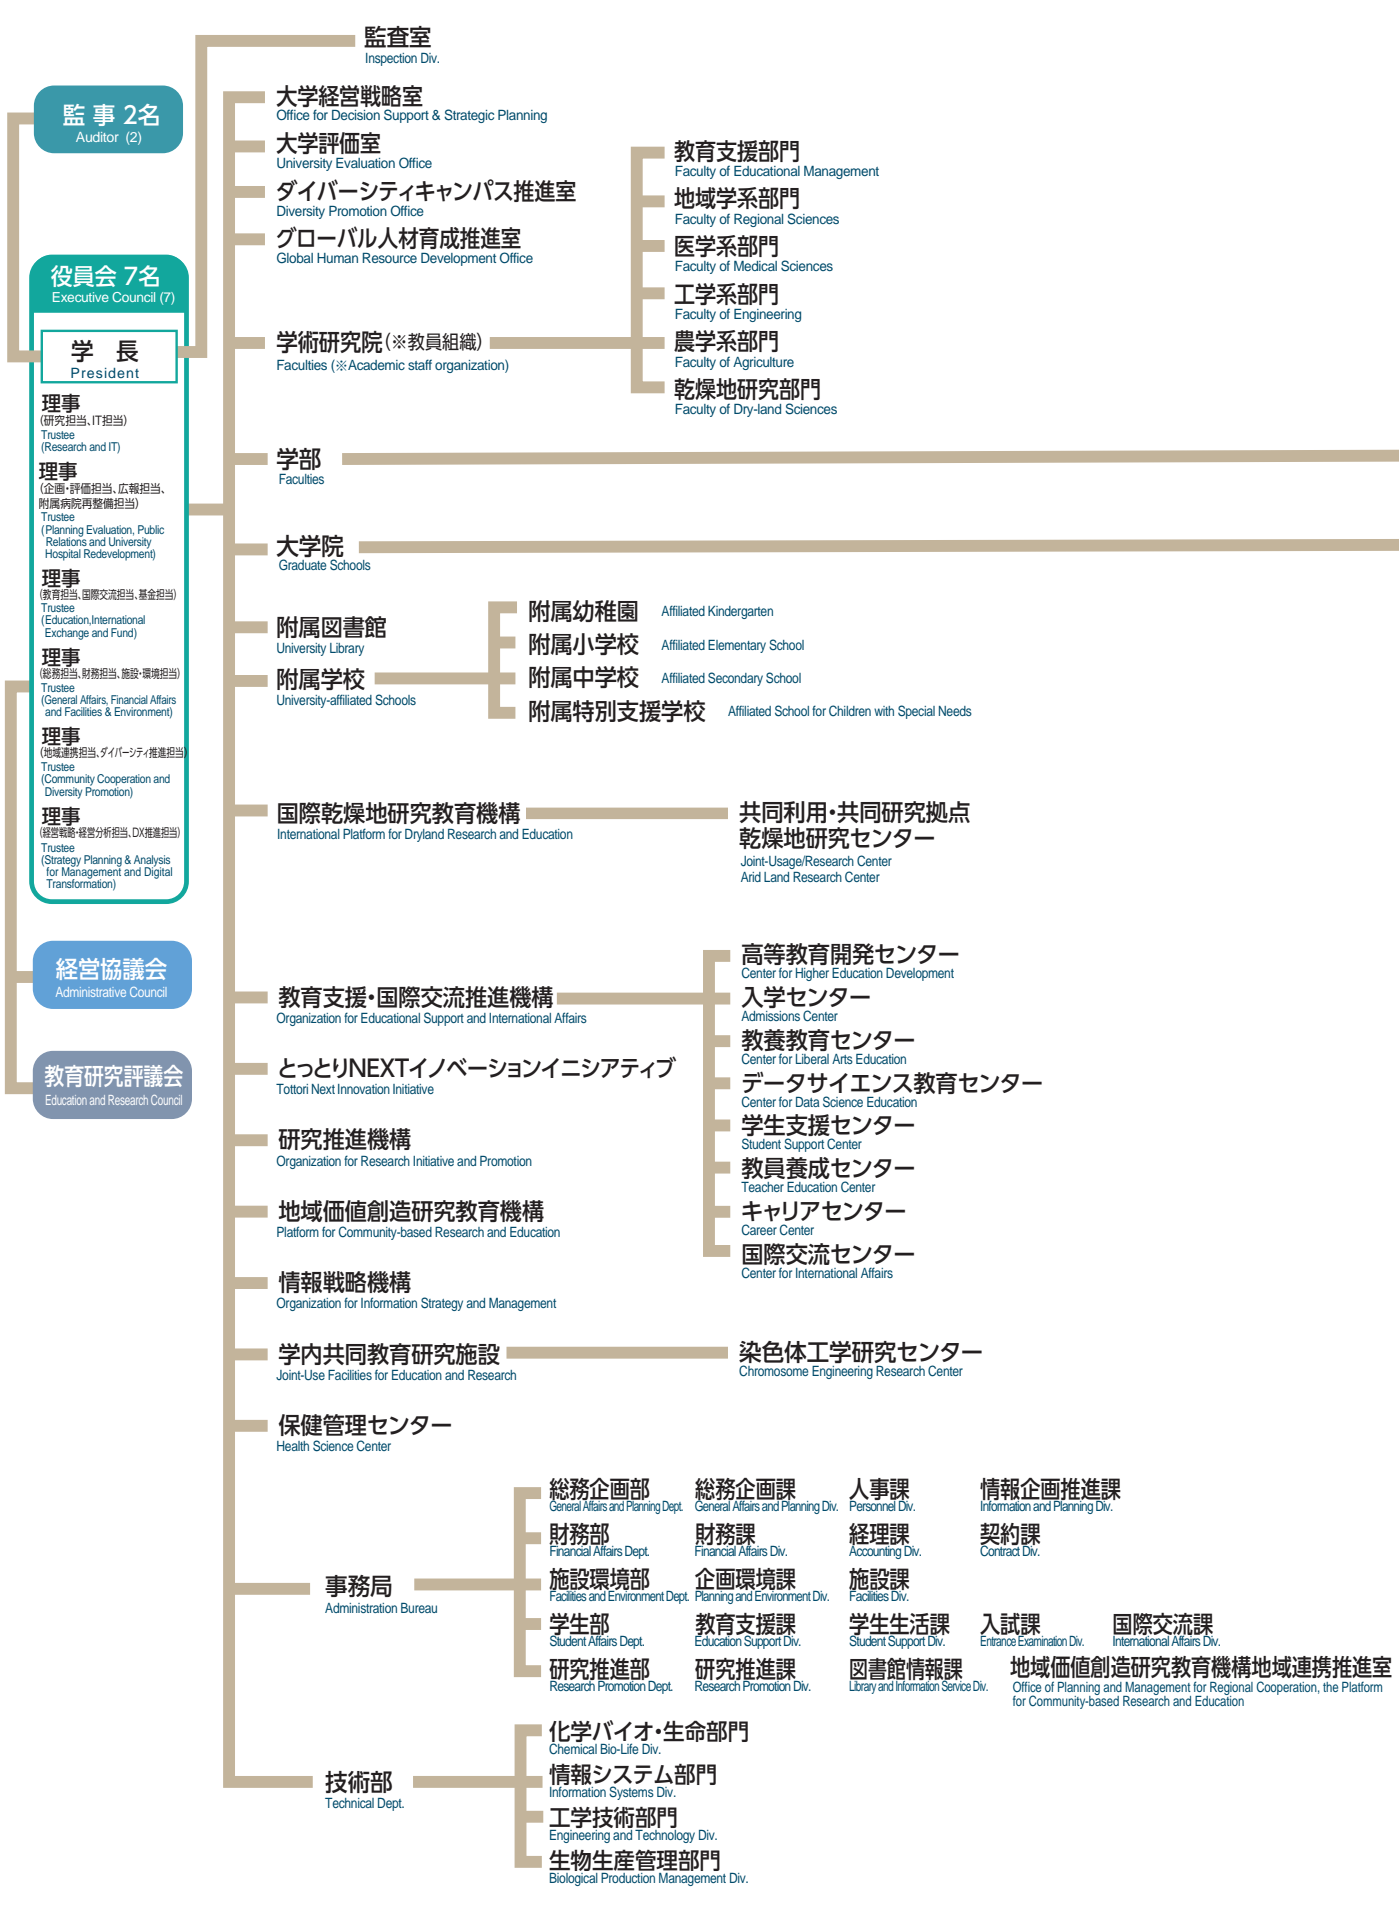 監査室
Inspection Div.
監 事 2名
Auditor (2)
役員会 7名
Executive Council (7)
学 長
President
理事
(研究担当、IT担当)
Trustee
(Research and IT)
理事
(企画・評価担当、広報担当、
附属病院再整備担当)
Trustee
(Planning Evaluation, Public
Relations and University
Hospital Redevelopment)
理事
(教育担当、国際交流担当、基金担当)
Trustee
(Education,International
Exchange and Fund)
理事
(総務担当、財務担当、施設・環境担当)
Trustee
(General Affairs, Financial Affairs
and Facilities & Environment)
理事
(地域連携担当、ダイバーシティ推進担当)
Trustee
(Community Cooperation and
Diversity Promotion)
理事
(経営戦略・経営分析担当、DX推進担当)
Trustee
(Strategy Planning & Analysis
for Management and Digital
Transformation)
経営協議会
Administrative Council
教育研究評議会
Education and Research Council
大学経営戦略室
Office for Decision Support & Strategic Planning
大学評価室
University Evaluation Office
ダイバーシティキャンパス推進室
Diversity Promotion Office
グローバル人材育成推進室
Global Human Resource Development Office
学術研究院(※教員組織)
Faculties (※Academic staff organization)
教育支援部門
Faculty of Educational Management
地域学系部門
Faculty of Regional Sciences
医学系部門
Faculty of Medical Sciences
工学系部門
Faculty of Engineering
農学系部門
Faculty of Agriculture
乾燥地研究部門
Faculty of Dry-land Sciences
学部
Faculties
大学院
Graduate Schools
附属図書館
University Library
附属学校
University-affiliated Schools
附属幼稚園 Affiliated Kindergarten
附属小学校 Affiliated Elementary School
附属中学校 Affiliated Secondary School
附属特別支援学校 Affiliated School for Children with Special Needs
国際乾燥地研究教育機構
International Platform for Dryland Research and Education
共同利用・共同研究拠点
乾燥地研究センター
Joint-Usage/Research Center
Arid Land Research Center
教育支援・国際交流推進機構
Organization for Educational Support and International Affairs
高等教育開発センター
Center for Higher Education Development
入学センター
Admissions Center
教養教育センター
Center for Liberal Arts Education
データサイエンス教育センター
Center for Data Science Education
学生支援センター
Student Support Center
教員養成センター
Teacher Education Center
キャリアセンター
Career Center
国際交流センター
Center for International Affairs
とっとりNEXTイノベーションイニシアティブ
Tottori Next Innovation Initiative
研究推進機構
Organization for Research Initiative and Promotion
地域価値創造研究教育機構
Platform for Community-based Research and Education
情報戦略機構
Organization for Information Strategy and Management
学内共同教育研究施設
Joint-Use Facilities for Education and Research
染色体工学研究センター
Chromosome Engineering Research Center
保健管理センター
Health Science Center
事務局
Administration Bureau
総務企画部 総務企画課 人事課 情報企画推進課
General Affairs and Planning Dept. General Affairs and Planning Div. Personnel Div. Information and Planning Div.
財務部 財務課 経理課 契約課
Financial Affairs Dept. Financial Affairs Div. Accounting Div. Contract Div.
施設環境部 企画環境課 施設課
Facilities and Environment Dept. Planning and Environment Div. Facilities Div.
学生部 教育支援課 学生生活課 入試課 国際交流課
Student Affairs Dept. Education Support Div. Student Support Div. Entrance Examination Div. International Affairs Div.
研究推進部 研究推進課 図書館情報課 地域価値創造研究教育機構地域連携推進室
Research Promotion Dept. Research Promotion Div. Library and Information Service Div. Office of Planning and Management for Regional Cooperation, the Platform
for Community-based Research and Education
技術部
Technical Dept.
化学バイオ・生命部門
Chemical Bio-Life Div.
情報システム部門
Information Systems Div.
工学技術部門
Engineering and Technology Div.
生物生産管理部門
Biological Production Management Div.